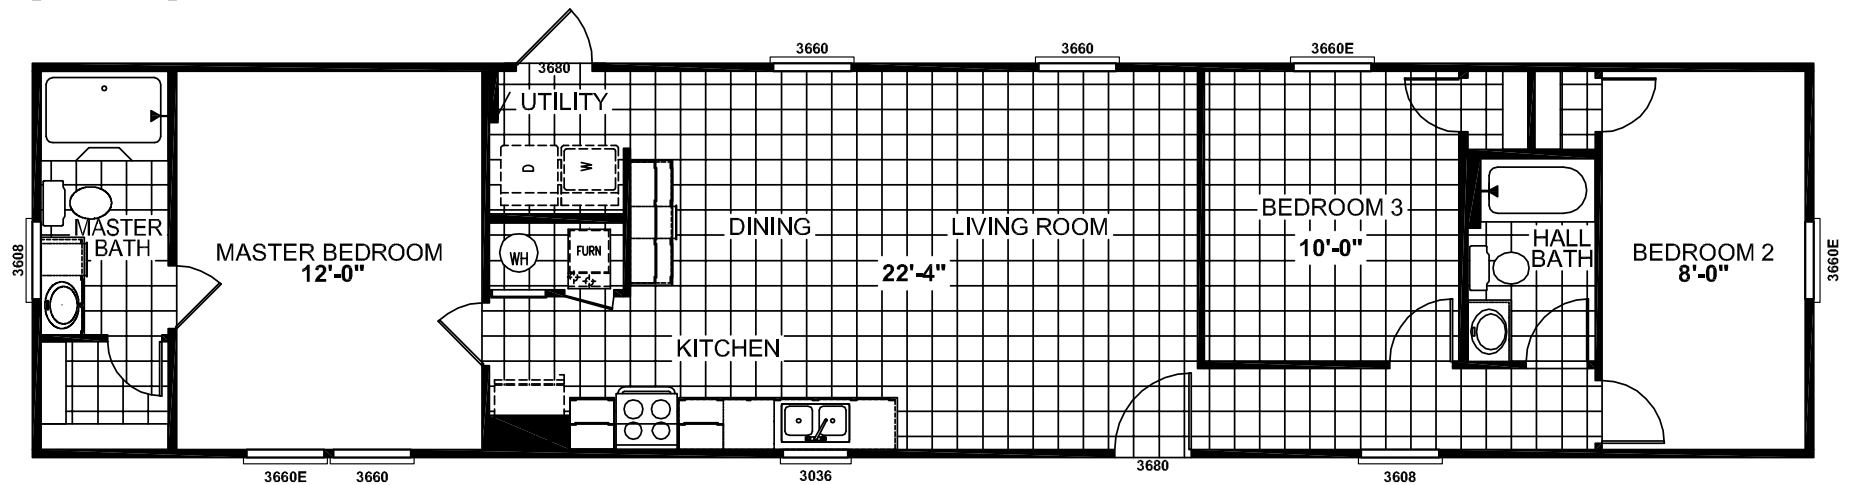 3660
3660
3660E
3680
UTILITY
D
W
MASTER
BATH
3608
MASTER BEDROOM
12'-0"
WH
FURN
DINING
LIVING ROOM
22'-4"
KITCHEN
BEDROOM 3
10'-0"
HALL
BATH
BEDROOM 2
8'-0"
3660E
3660E
3660
3036
3680
3608